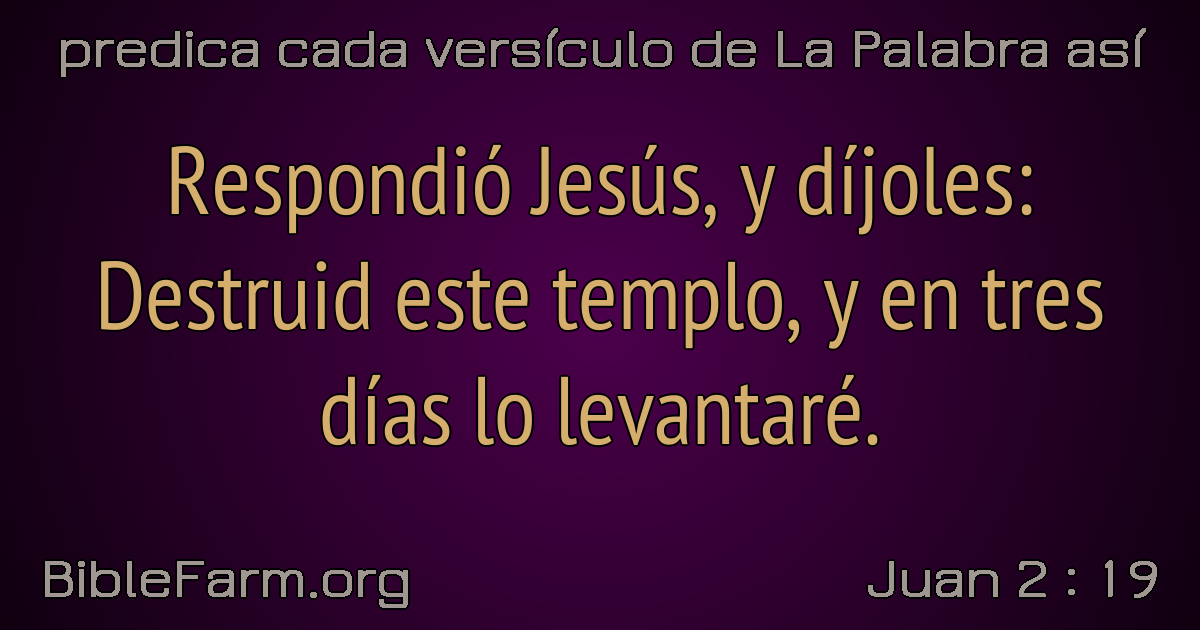 predica cada versículo de La Palabra así
Respondió Jesús, y díjoles:
Destruid este templo, y en tres
días lo levantaré.
BibleFarm.org
Juan 2 : 19